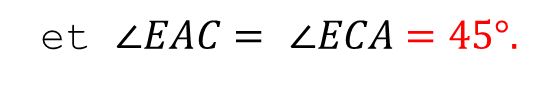 et ∠EAC = ∠ECA = 45°.